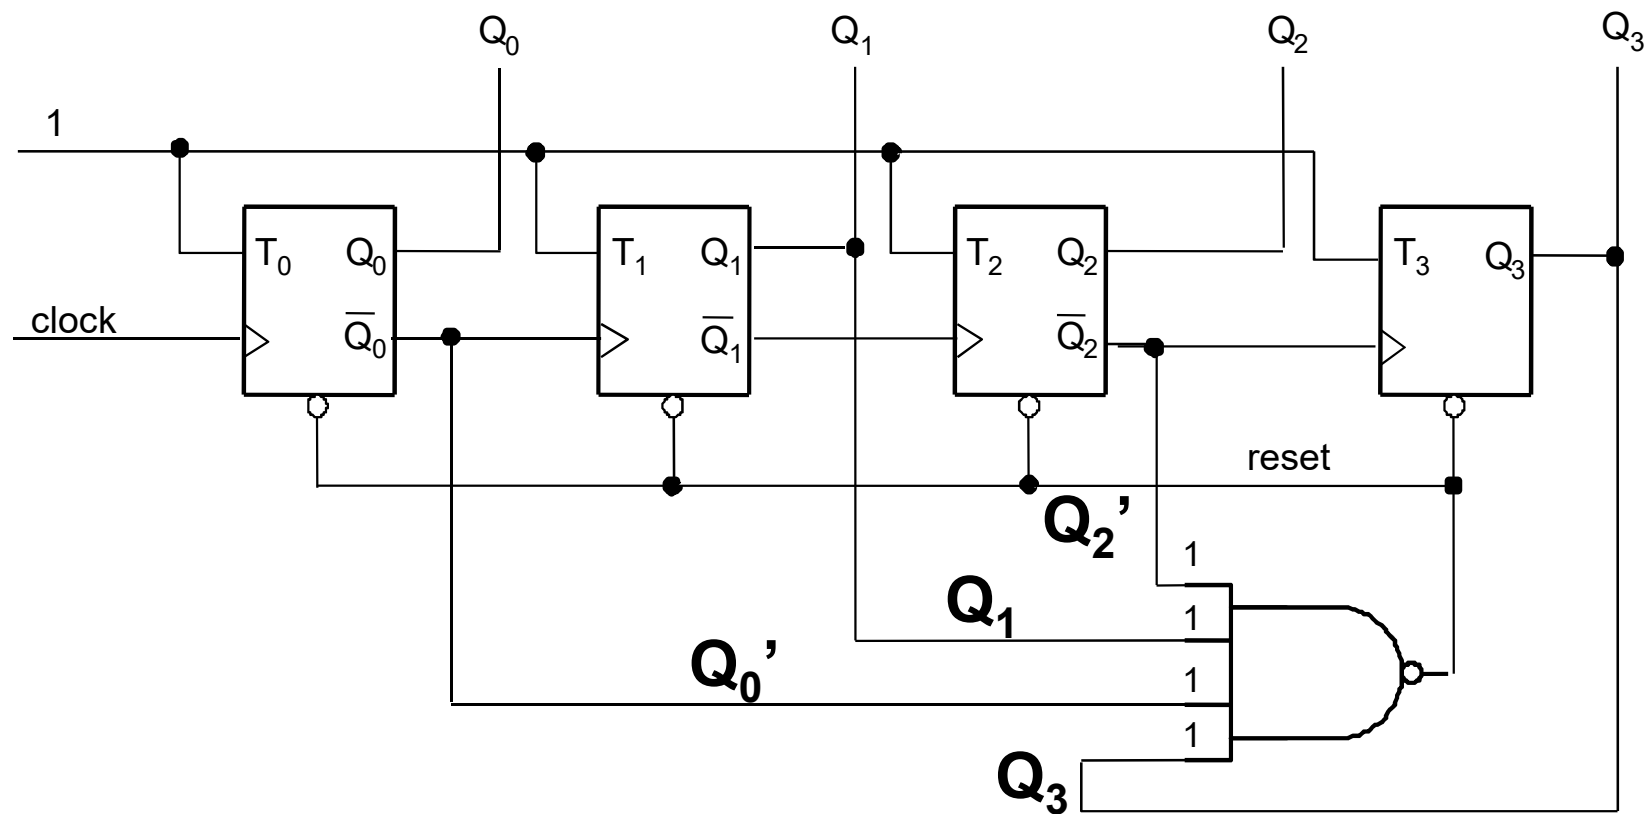 Q₀ Q₁ Q₂ Q₃
1
T₀ Q₀ T₁ Q₁ T₂ Q₂ T₃ Q₃
clock Q̅₀ Q̅₁ Q̅₂
reset
Q₂’
1
Q₁ 1
Q₀’ 1
1
Q₃